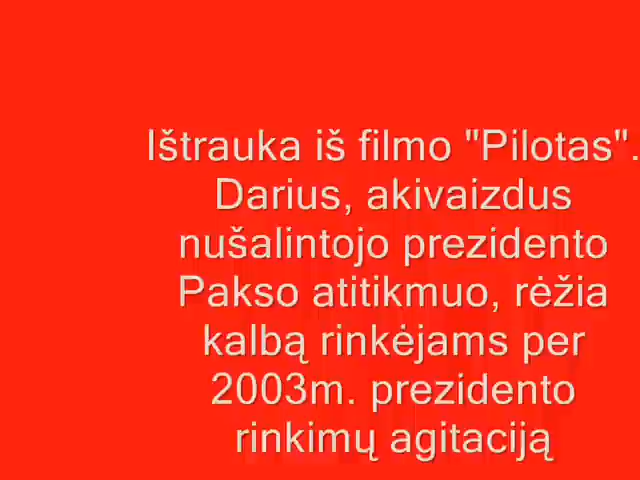 Ištrauka iš filmo "Pilotas".
Darius, akivaizdus
nušalintojo prezidento
Pakso atitikmuo, rėžia
kalbą rinkėjams per
2003m. prezidento
rinkimų agitaciją